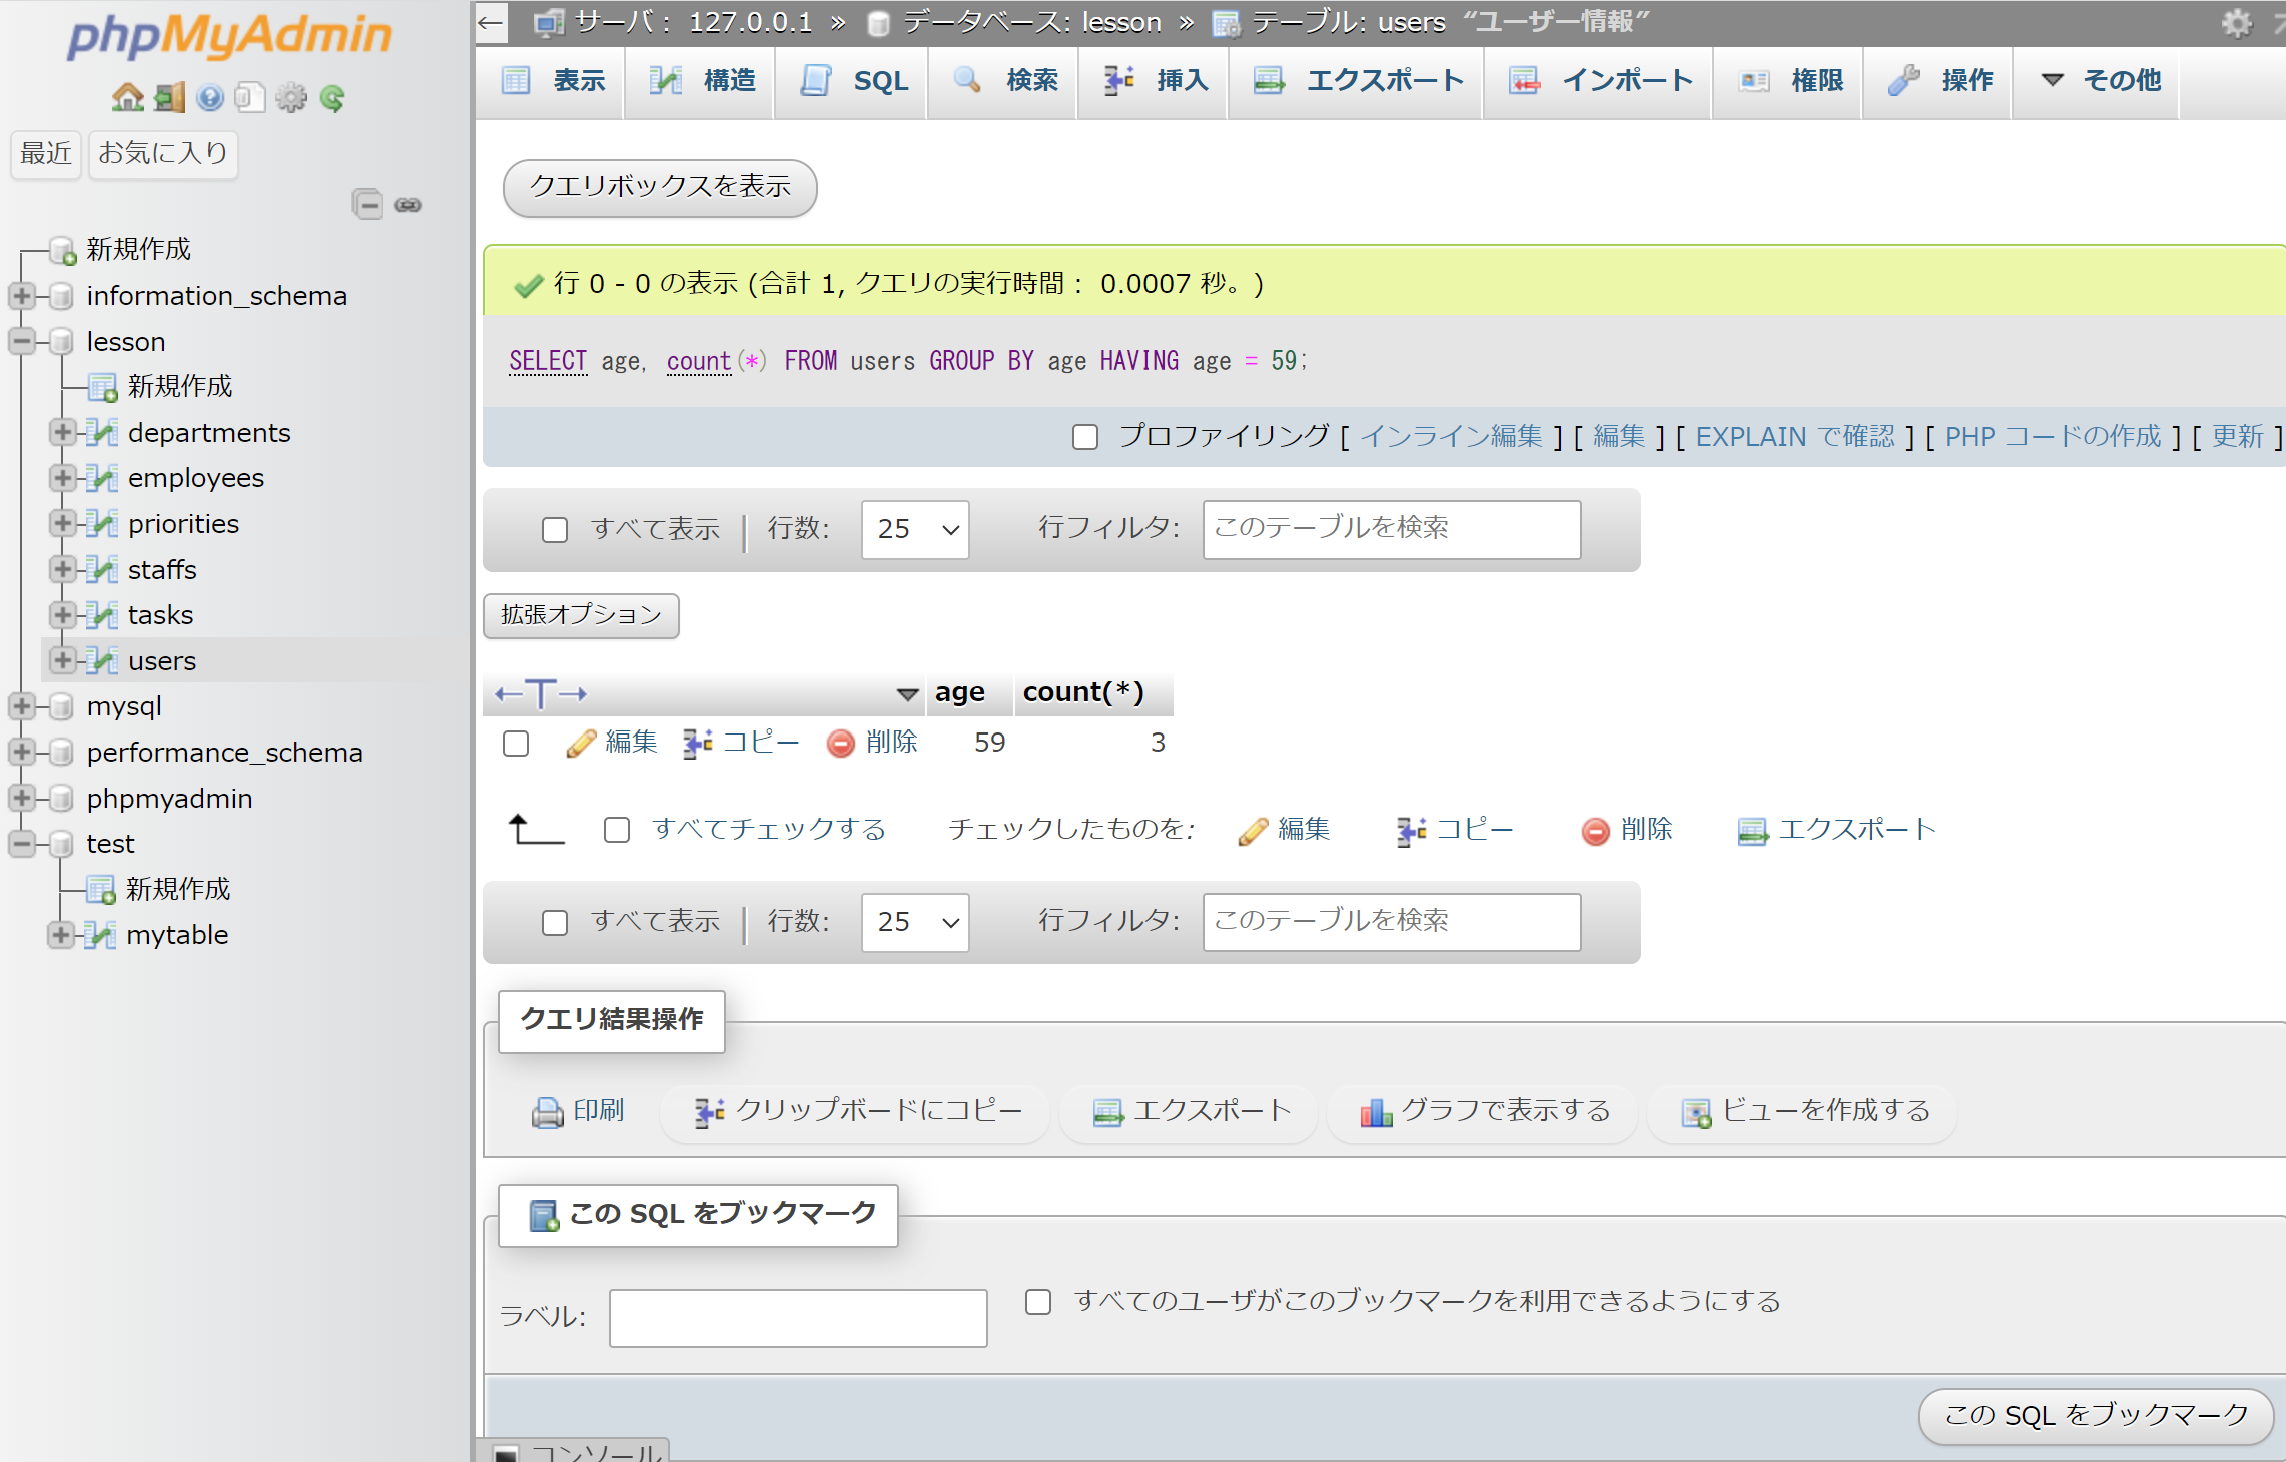 phpMyAdmin
最近 お気に入り
新規作成
information_schema
lesson
新規作成
departments
employees
priorities
staffs
tasks
users
mysql
performance_schema
phpmyadmin
test
新規作成
mytable
← サーバ： 127.0.0.1 » データベース: lesson » テーブル: users “ユーザー情報”
表示 構造 SQL 検索 挿入 エクスポート インポート 権限 操作 その他
クエリボックスを表示
行 0 - 0 の表示 (合計 1, クエリの実行時間： 0.0007 秒。)
SELECT age, count(*) FROM users GROUP BY age HAVING age = 59;
プロファイリング [ インライン編集 ] [ 編集 ] [ EXPLAIN で確認 ] [ PHP コードの作成 ] [ 更新 ]
すべて表示 行数: 25 行フィルタ: このテーブルを検索
拡張オプション
←T→ age count(*)
編集 コピー 削除 59 3
すべてチェックする チェックしたものを: 編集 コピー 削除 エクスポート
すべて表示 行数: 25 行フィルタ: このテーブルを検索
クエリ結果操作
印刷 クリップボードにコピー エクスポート グラフで表示する ビューを作成する
この SQL をブックマーク
ラベル: すべてのユーザがこのブックマークを利用できるようにする
この SQL をブックマーク
コンソール